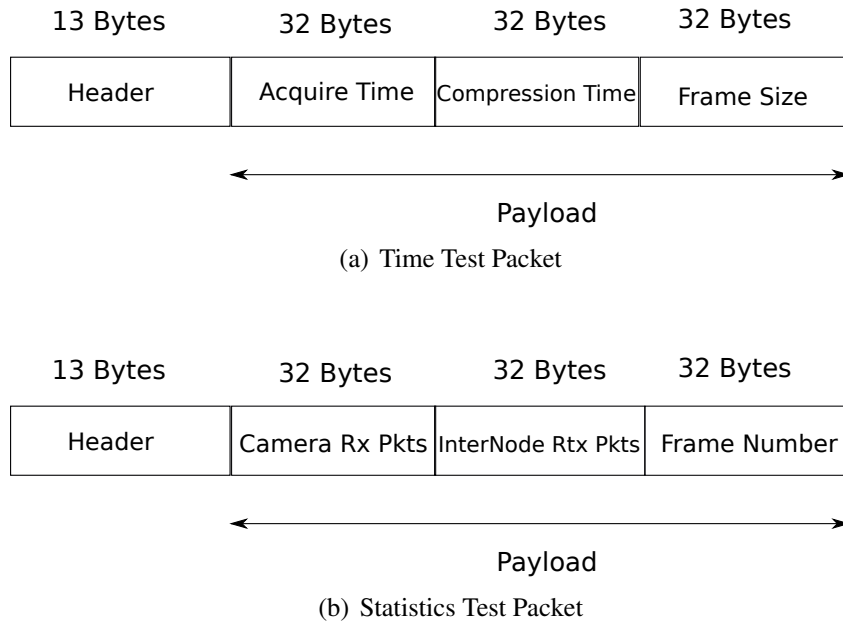 13 Bytes 32 Bytes 32 Bytes 32 Bytes
Header Acquire Time Compression Time Frame Size
Payload
(a) Time Test Packet
13 Bytes 32 Bytes 32 Bytes 32 Bytes
Header Camera Rx Pkts InterNode Rtx Pkts Frame Number
Payload
(b) Statistics Test Packet